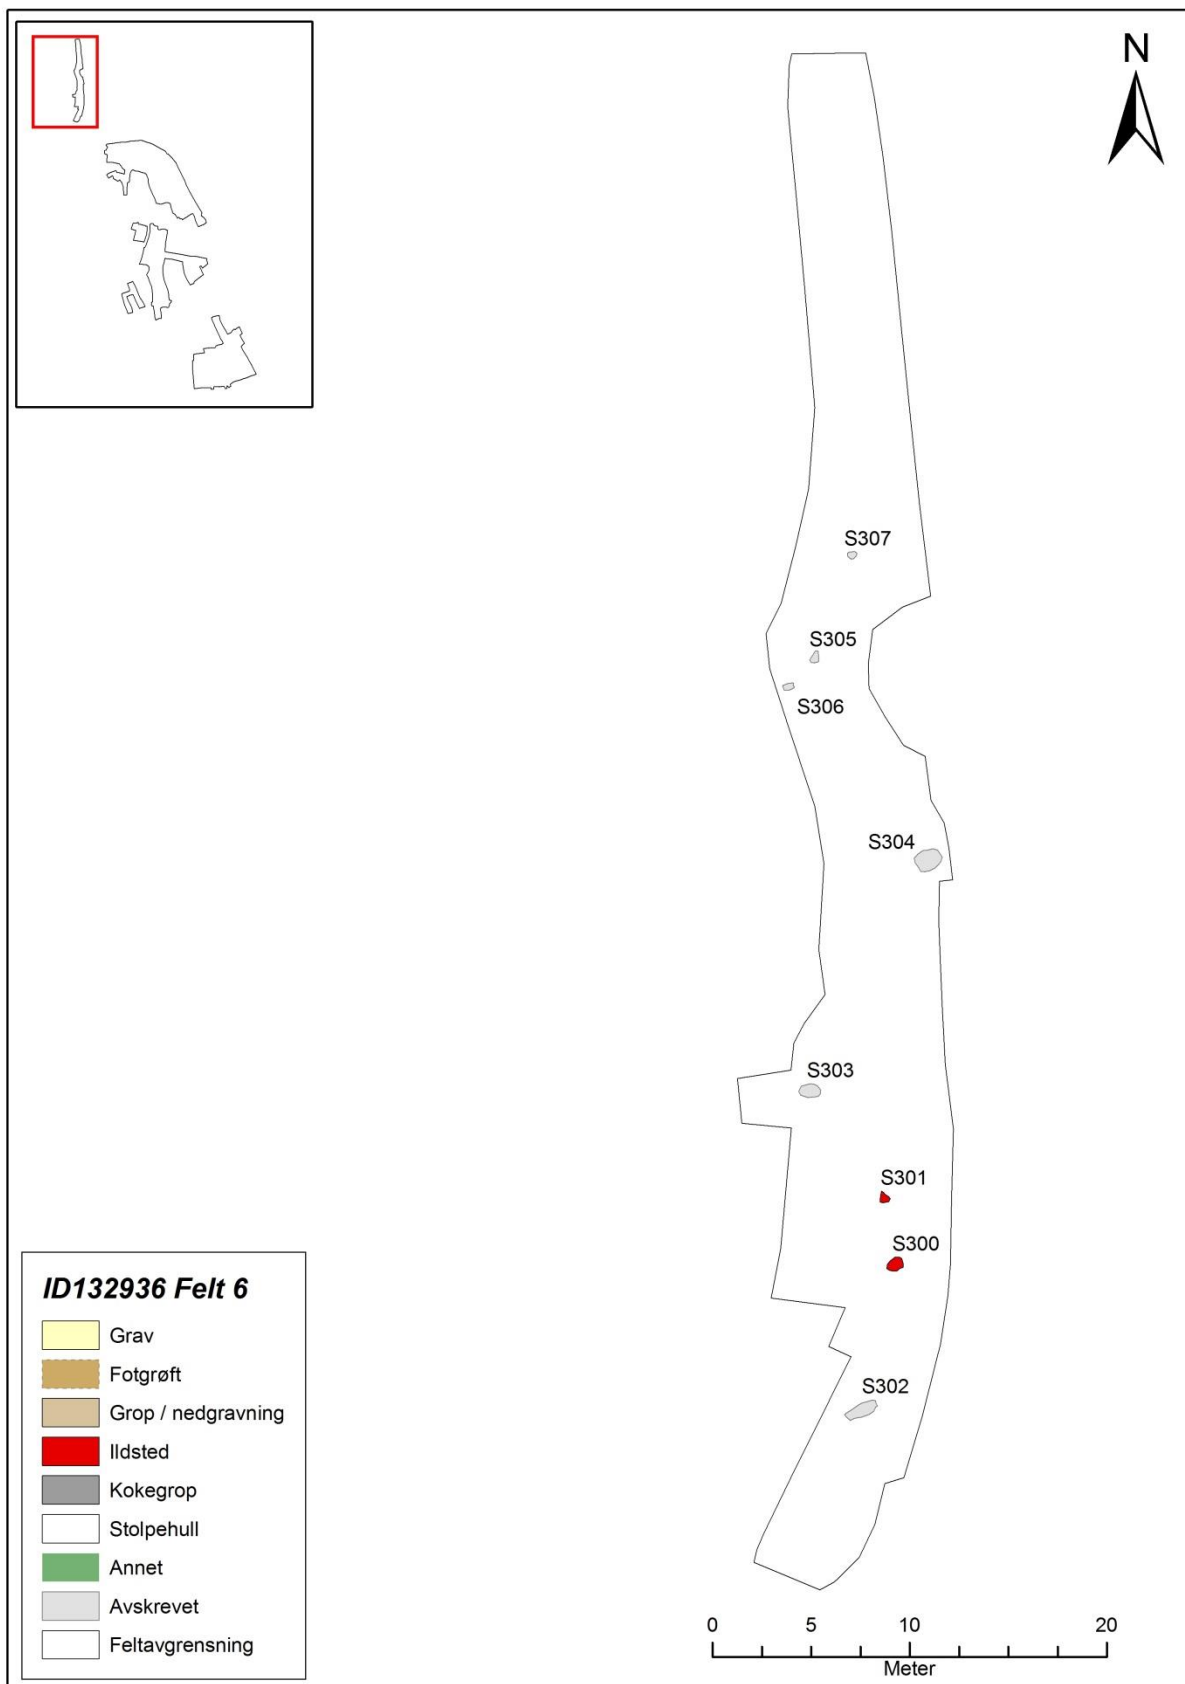 N
S307
S305
S306
S304
S303
S301
S300
S302
ID132936 Felt 6
Grav
Fotgrøft
Grop / nedgravning
Ildsted
Kokegrop
Stolpehull
Annet
Avskrevet
Feltavgrensning
0 5 10 20
Meter